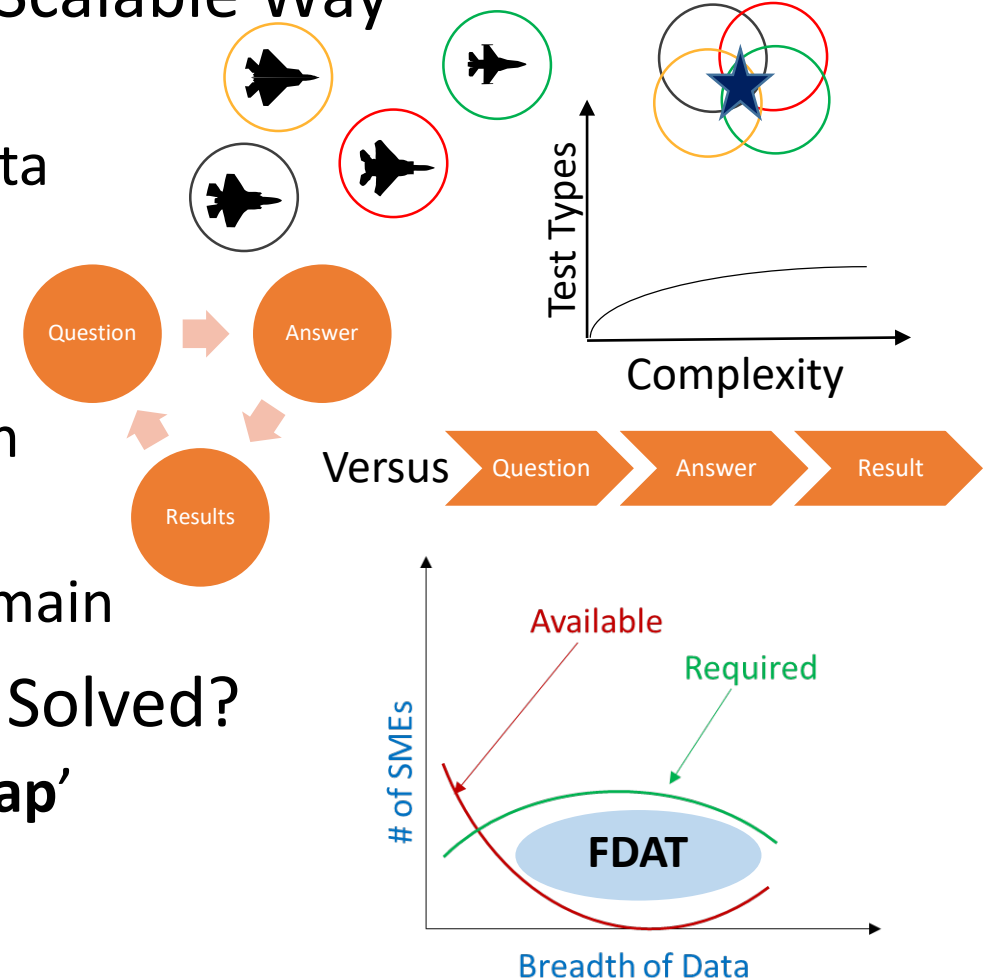 Scalable Way
ta
Test Types
Question
Answer
Complexity
n
Versus
Question
Answer
Result
Results
main
Available
Solved?
Required
# of SMEs
ap’
FDAT
Breadth of Data